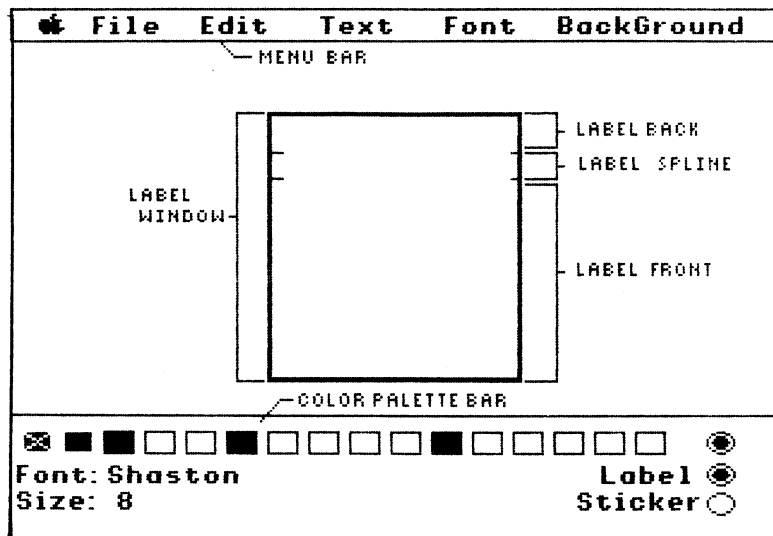 File Edit Text Font BackGround
MENU BAR
LABEL BACK
LABEL SPLINE
LABEL
WINDOW
LABEL FRONT
COLOR PALETTE BAR
Font: Shaston
Size: 8
Label
Sticker